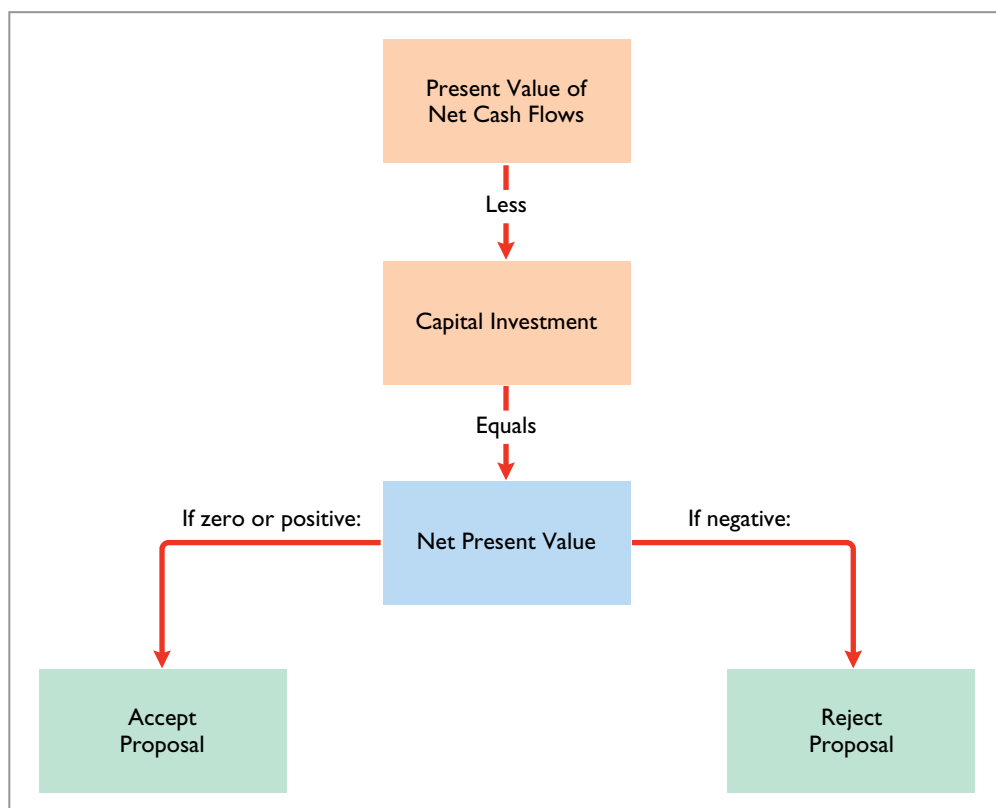 Present Value of
Net Cash Flows
Less
Capital Investment
Equals
If zero or positive:
Net Present Value
If negative:
Accept
Proposal
Reject
Proposal